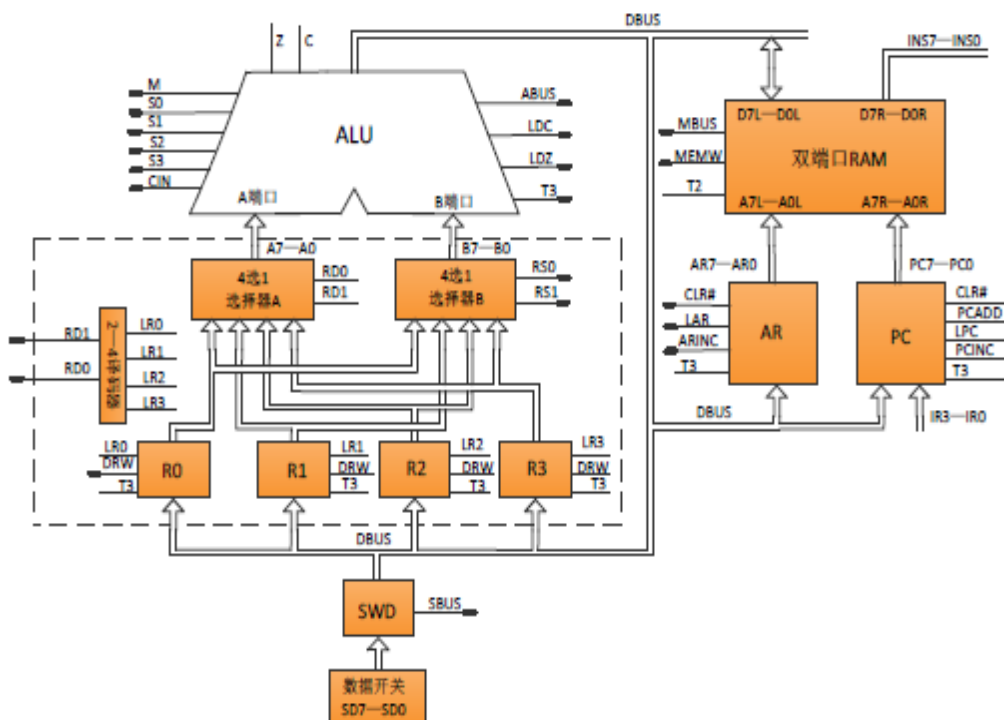 DBUS
Z
C
INS7—INS0
M
S0
S1
S2
S3
CIN
ALU
A端口
B端口
ABUS
LDC
LDZ
T3
MBUS
MEMW
T2
D7L—D0L
D7R—D0R
双端口RAM
A7L—A0L
A7R—A0R
A7—A0
B7—B0
4选1
选择器A
RD0
RD1
4选1
选择器B
RS0
RS1
AR7—AR0
PC7—PC0
CLR#
LAR
ARINC
T3
AR
PC
CLR#
PCADD
LPC
PCINC
T3
RD1
RD0
2—4译码器
LR0
LR1
LR2
LR3
DBUS
IR3—IR0
LR0
DRW
T3
R0
R1
LR1
DRW
T3
R2
LR2
DRW
T3
R3
LR3
DRW
T3
DBUS
SWD
SBUS
数据开关
SD7—SD0